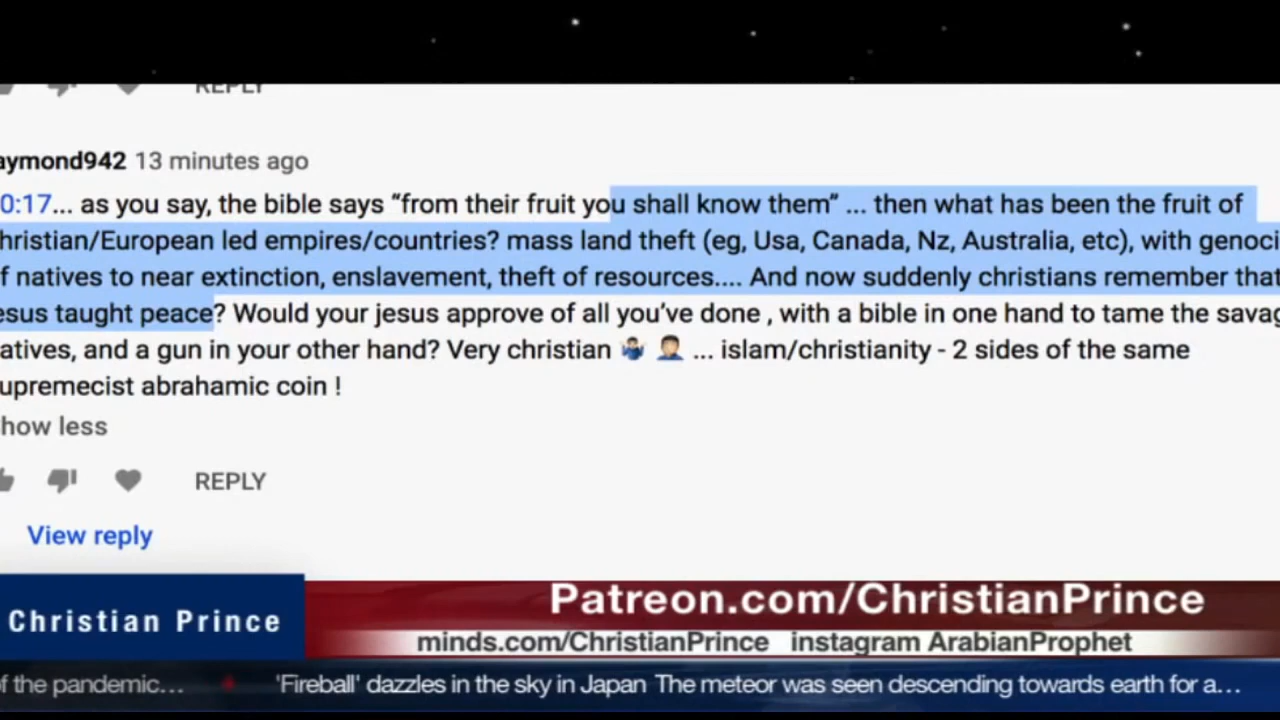 REPLY
aymond942 13 minutes ago
0:17... as you say, the bible says “from their fruit you shall know them” ... then what has been the fruit of
hristian/European led empires/countries? mass land theft (eg, Usa, Canada, Nz, Australia, etc), with genoci
f natives to near extinction, enslavement, theft of resources.... And now suddenly christians remember that
esus taught peace? Would your jesus approve of all you’ve done , with a bible in one hand to tame the savag
atives, and a gun in your other hand? Very christian 🤷🏻‍♂️ 🤦🏻‍♂️ ... islam/christianity - 2 sides of the same
upremecist abrahamic coin !
how less
REPLY
View reply
Christian Prince
Patreon.com/ChristianPrince
minds.com/ChristianPrince instagram ArabianProphet
f the pandemic... 'Fireball' dazzles in the sky in Japan The meteor was seen descending towards earth for a...